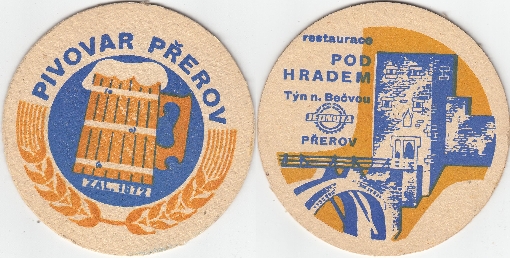 PIVOVAR PŘEROV
ZAL. 1872
restaurace
POD
HRADEM
Týn n. Bečvou
JEDNOTA
PŘEROV